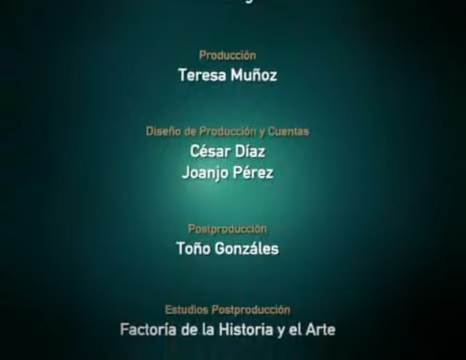 Producción
Teresa Muñoz
Diseño de Producción y Cuentas
César Díaz
Joanjo Pérez
Postproducción
Toño Gonzáles
Estudios Postproducción
Factoría de la Historia y el Arte